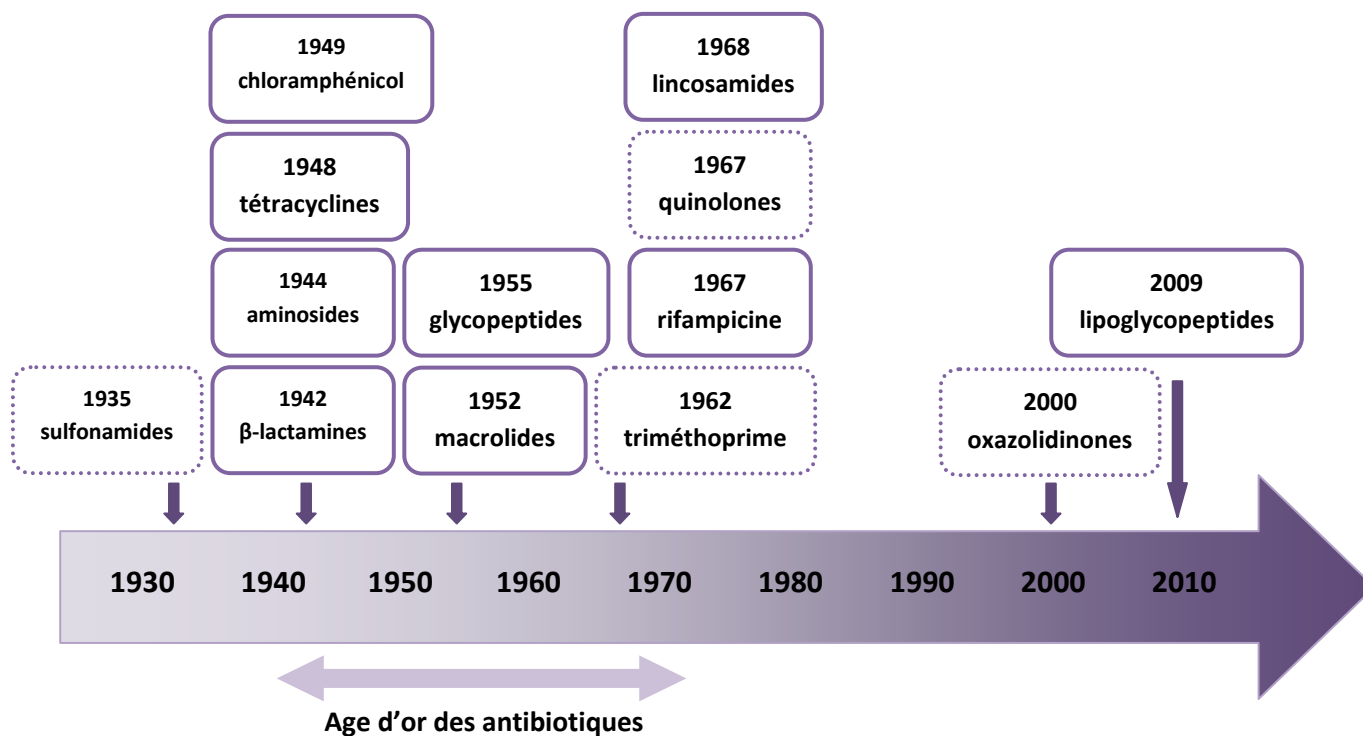 1949
chloramphénicol
1968
lincosamides
1948
tétracyclines
1967
quinolones
1944
aminosides
1955
glycopeptides
1967
rifampicine
2009
lipoglycopeptides
1935
sulfonamides
1942
β-lactamines
1952
macrolides
1962
triméthoprime
2000
oxazolidinones
1930 1940 1950 1960 1970 1980 1990 2000 2010
Age d’or des antibiotiques